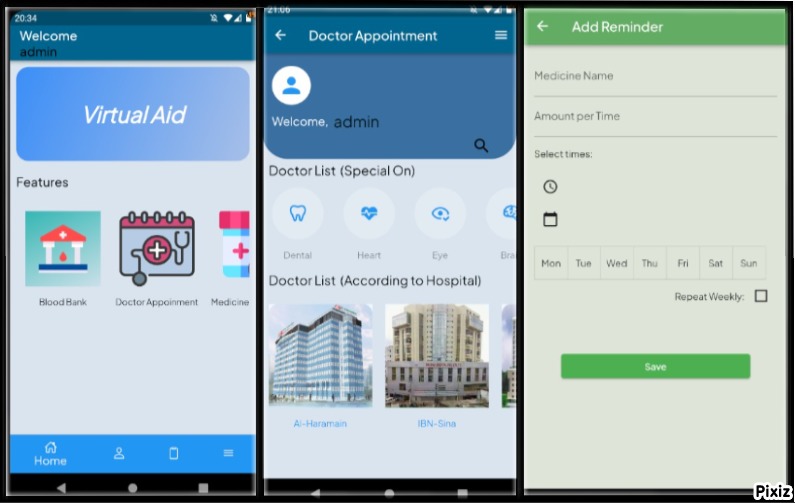 20:34
Welcome
admin
Virtual Aid
Features
Blood Bank
Doctor Appoinment
Medicine
Home
21:06
Doctor Appointment
Welcome, admin
Doctor List (Special On)
Dental
Heart
Eye
Bra
Doctor List (According to Hospital)
Al-Haramain
IBN-Sina
Add Reminder
Medicine Name
Amount per Time
Select times:
Mon Tue Wed Thu Fri Sat Sun
Repeat Weekly:
Save
Pixiz